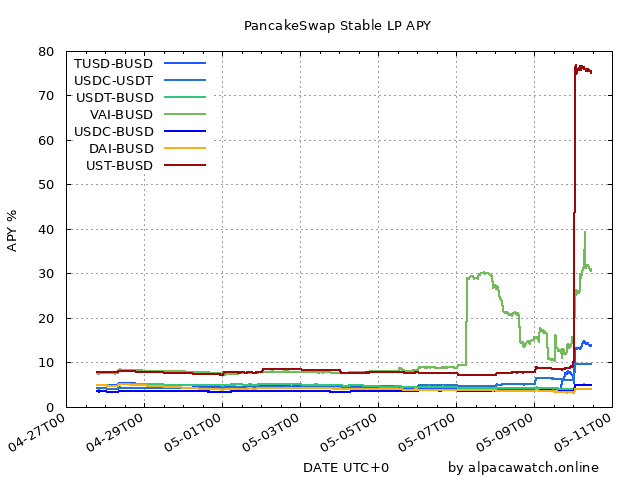 PancakeSwap Stable LP APY
80
70
60
50
40
30
20
10
0
APY %
TUSD-BUSD
USDC-USDT
USDT-BUSD
VAI-BUSD
USDC-BUSD
DAI-BUSD
UST-BUSD
04-27T00
04-29T00
05-01T00
05-03T00
05-05T00
05-07T00
05-09T00
05-11T00
DATE UTC+0
by alpacawatch.online